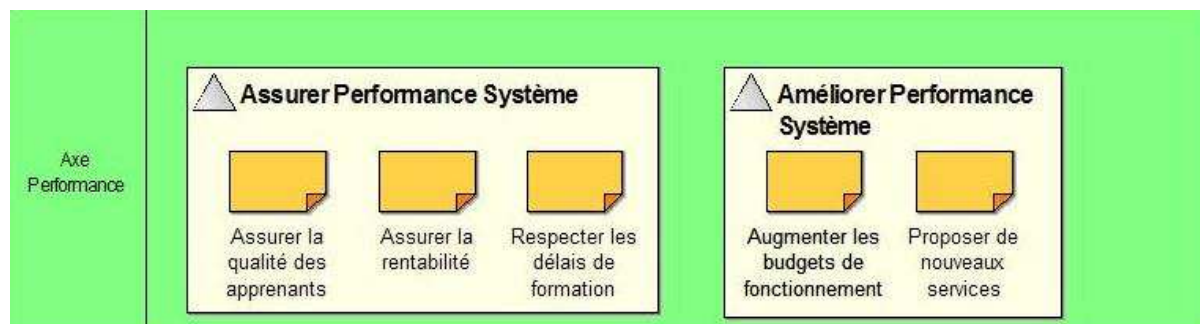 Axe
Performance
Assurer Performance Système
Assurer la
qualité des
apprenants
Assurer la
rentabilité
Respecter les
délais de
formation
Améliorer Performance
Système
Augmenter les
budgets de
fonctionnement
Proposer de
nouveaux
services